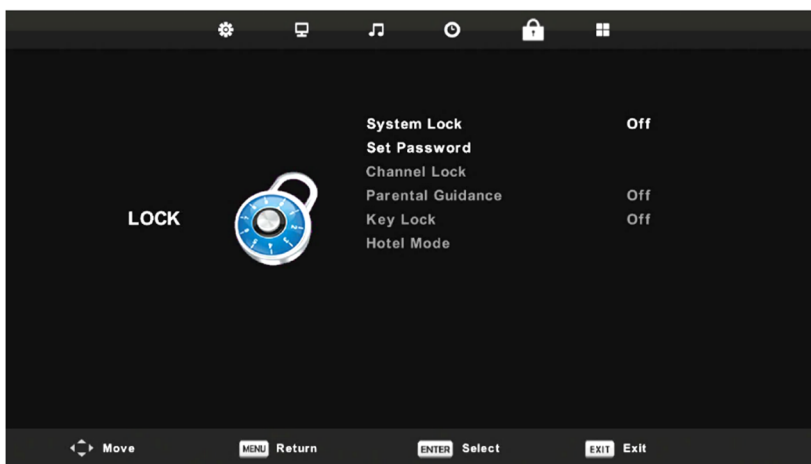 System Lock Off
Set Password
Channel Lock
Parental Guidance Off
LOCK
Key Lock Off
Hotel Mode
Move MENU Return ENTER Select EXIT Exit